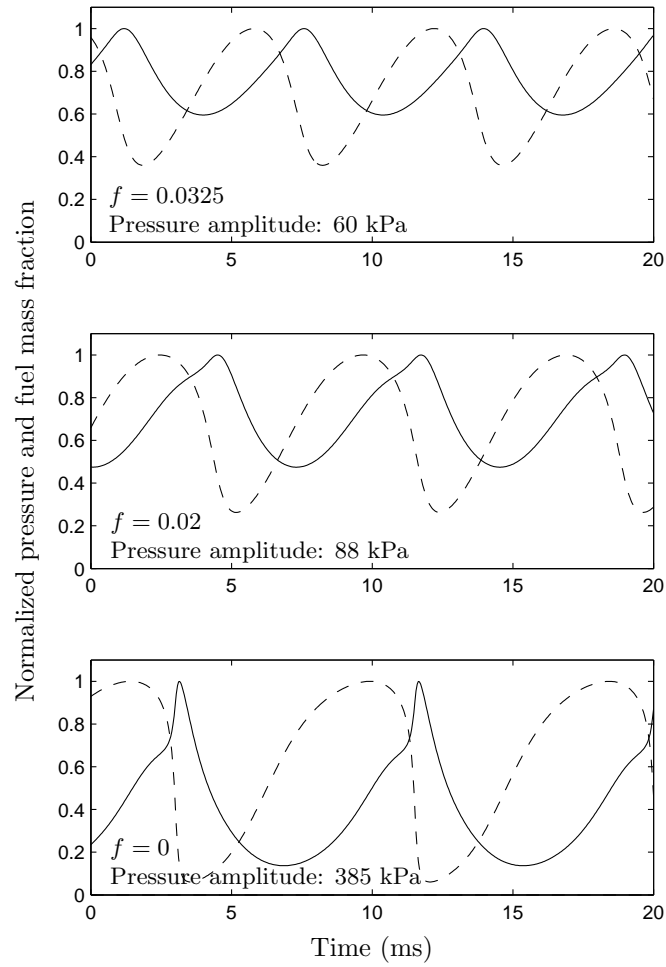 Normalized pressure and fuel mass fraction
1
0.8
0.6
0.4
0.2
0
f = 0.0325
Pressure amplitude: 60 kPa
0 5 10 15 20
1
0.8
0.6
0.4
0.2
0
f = 0.02
Pressure amplitude: 88 kPa
0 5 10 15 20
1
0.8
0.6
0.4
0.2
0
f = 0
Pressure amplitude: 385 kPa
0 5 10 15 20
Time (ms)